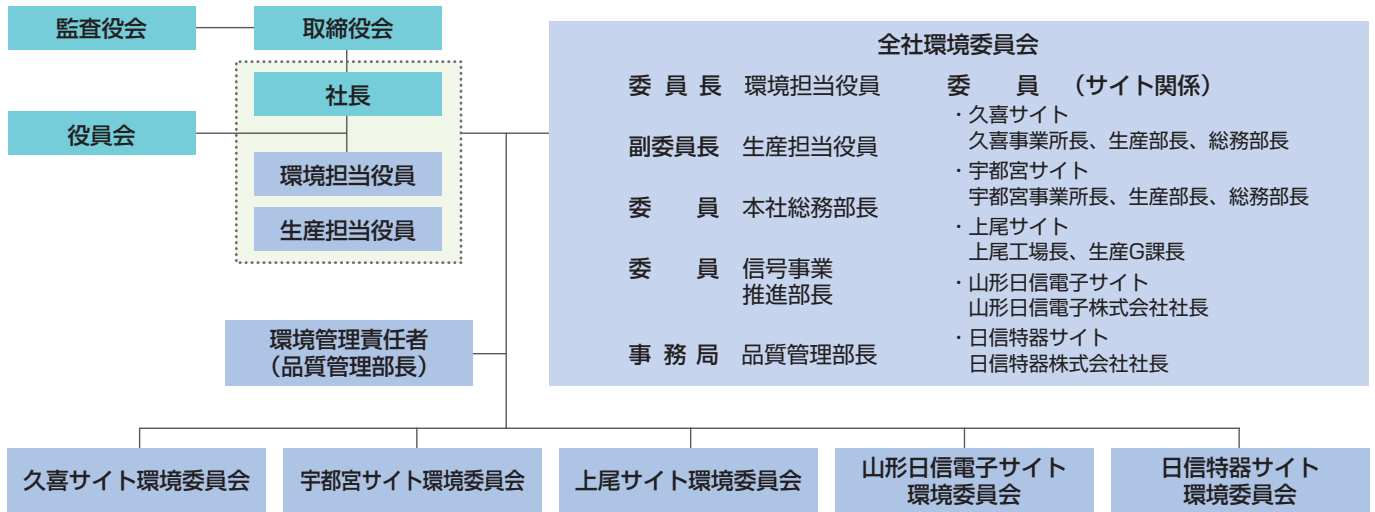 監査役会
取締役会
社長
役員会
環境担当役員
生産担当役員
環境管理責任者
(品質管理部長)
全社環境委員会
委 員 長 環境担当役員
副委員長 生産担当役員
委 員 本社総務部長
委 員 信号事業
推進部長
事 務 局 品質管理部長
委 員 (サイト関係)
・久喜サイト
久喜事業所長、生産部長、総務部長
・宇都宮サイト
宇都宮事業所長、生産部長、総務部長
・上尾サイト
上尾工場長、生産G課長
・山形日信電子サイト
山形日信電子株式会社社長
・日信特器サイト
日信特器株式会社社長
久喜サイト環境委員会
宇都宮サイト環境委員会
上尾サイト環境委員会
山形日信電子サイト
環境委員会
日信特器サイト
環境委員会